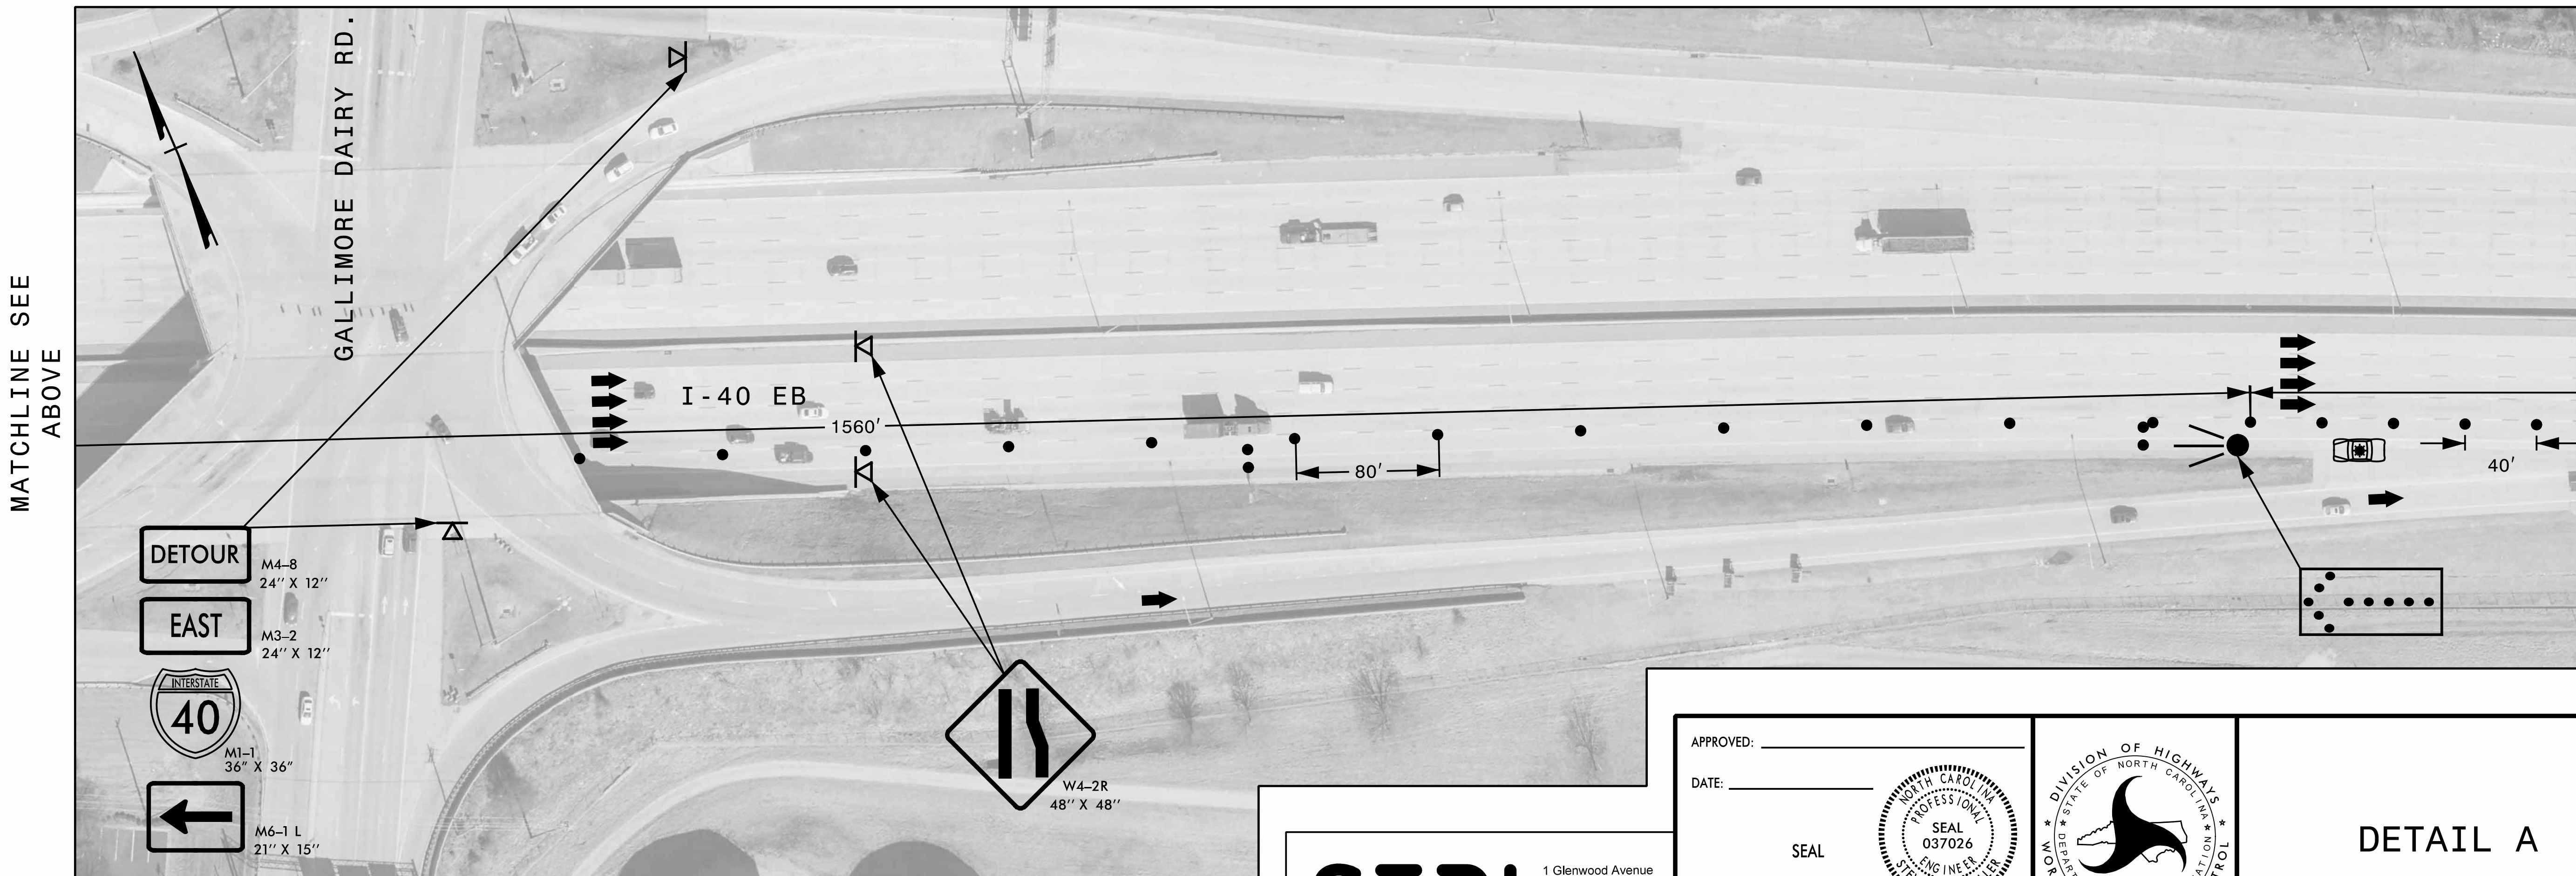 MATCHLINE SEE
ABOVE
GALLIMORE DAIRY RD.
I-40 EB
1560'
80'
40'
DETOUR
M4-8
24'' X 12''
EAST
M3-2
24'' X 12''
INTERSTATE
40
M1-1
36" X 36"
M6-1 L
21'' X 15''
W4-2R
48'' X 48''
1 Glenwood Avenue
APPROVED:
DATE:
SEAL
NORTH CAROLINA
PROFESSIONAL
SEAL
037026
ENGINEER
DIVISION OF HIGHWAYS
STATE OF NORTH CAROLINA
DETAIL A